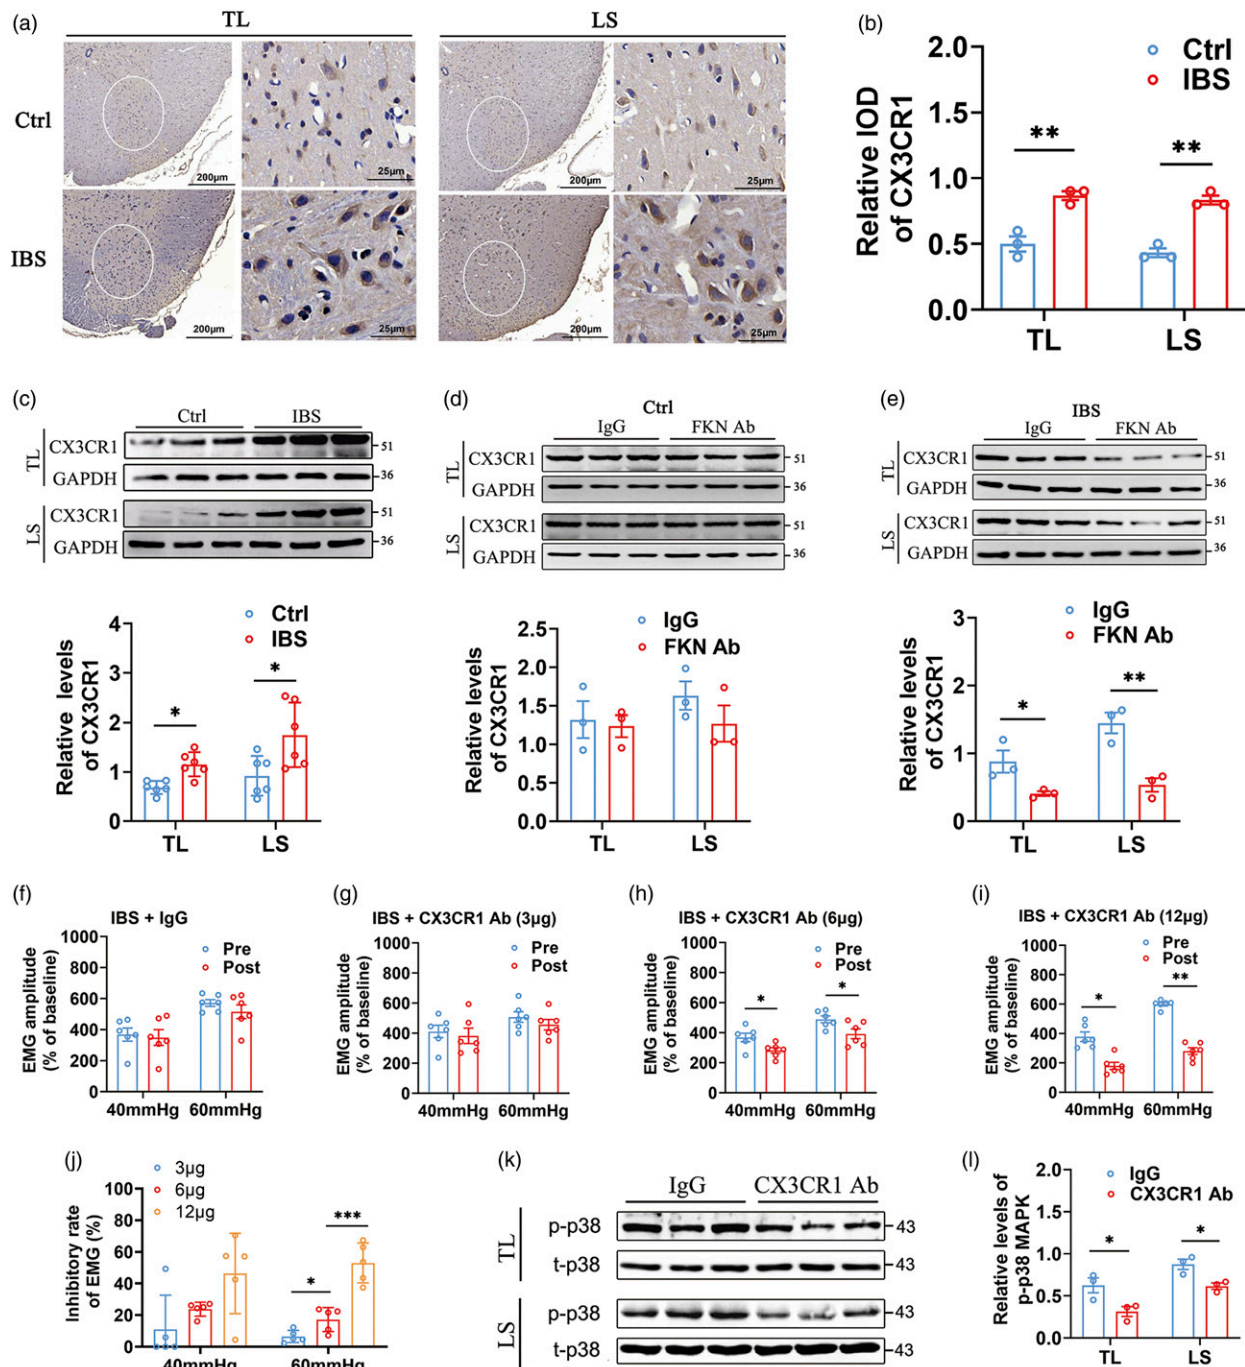 (a)
TL
LS
Ctrl
200μm
25μm
200μm
25μm
IBS
200μm
25μm
200μm
25μm
(b)
Relative IOD
of CX3CR1
2.0
1.5
1.0
0.5
0.0
Ctrl
IBS
**
**
TL
LS
(c)
Ctrl
IBS
TL
CX3CR1
51
GAPDH
36
LS
CX3CR1
51
GAPDH
36
Relative levels
of CX3CR1
4
3
2
1
0
Ctrl
IBS
*
*
TL
LS
(d)
Ctrl
IgG
FKN Ab
TL
CX3CR1
51
GAPDH
36
LS
CX3CR1
51
GAPDH
36
Relative levels
of CX3CR1
2.5
2.0
1.5
1.0
0.5
0.0
IgG
FKN Ab
TL
LS
(e)
IBS
IgG
FKN Ab
TL
CX3CR1
51
GAPDH
36
LS
CX3CR1
51
GAPDH
36
Relative levels
of CX3CR1
3
2
1
0
IgG
FKN Ab
*
**
TL
LS
(f)
IBS + IgG
EMG amplitude
(% of baseline)
1000
800
600
400
200
0
Pre
Post
40mmHg
60mmHg
(g)
IBS + CX3CR1 Ab (3μg)
EMG amplitude
(% of baseline)
1000
800
600
400
200
0
Pre
Post
40mmHg
60mmHg
(h)
IBS + CX3CR1 Ab (6μg)
EMG amplitude
(% of baseline)
1000
800
600
400
200
0
Pre
Post
*
*
40mmHg
60mmHg
(i)
IBS + CX3CR1 Ab (12μg)
EMG amplitude
(% of baseline)
1000
800
600
400
200
0
Pre
Post
*
**
40mmHg
60mmHg
(j)
Inhibitory rate
of EMG (%)
100
80
60
40
20
0
3μg
6μg
12μg
*
***
40mmHg
60mmHg
(k)
IgG
CX3CR1 Ab
TL
p-p38
43
t-p38
43
LS
p-p38
43
t-p38
43
(l)
Relative levels of
p-p38 MAPK
2.0
1.5
1.0
0.5
0.0
IgG
CX3CR1 Ab
*
*
TL
LS